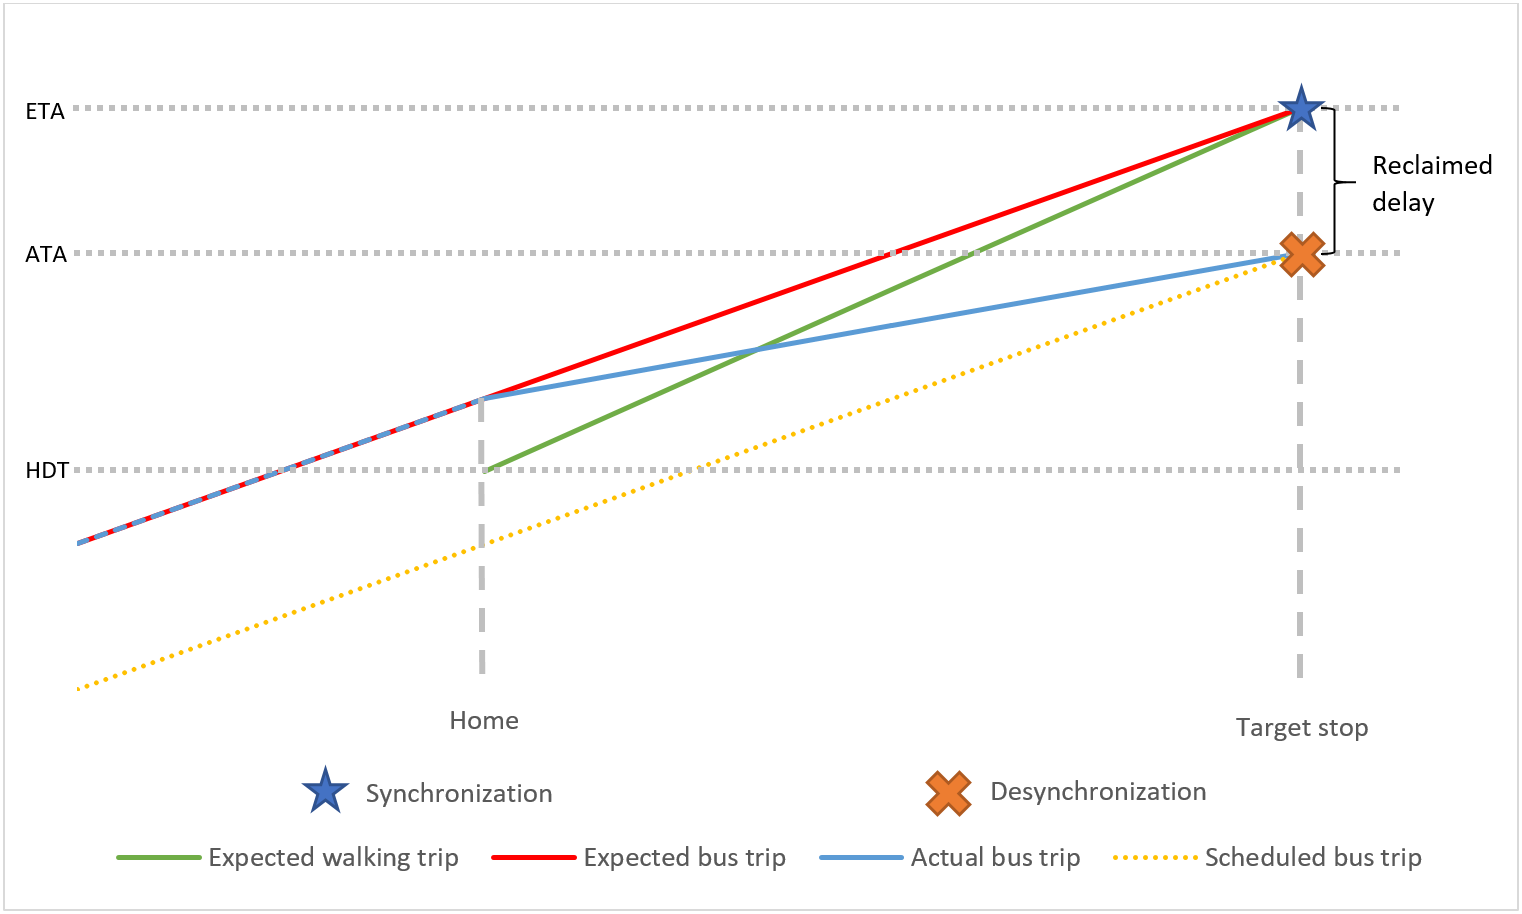 ETA
Reclaimed
delay
ATA
HDT
Home
Target stop
Synchronization
Desynchronization
Expected walking trip
Expected bus trip
Actual bus trip
Scheduled bus trip